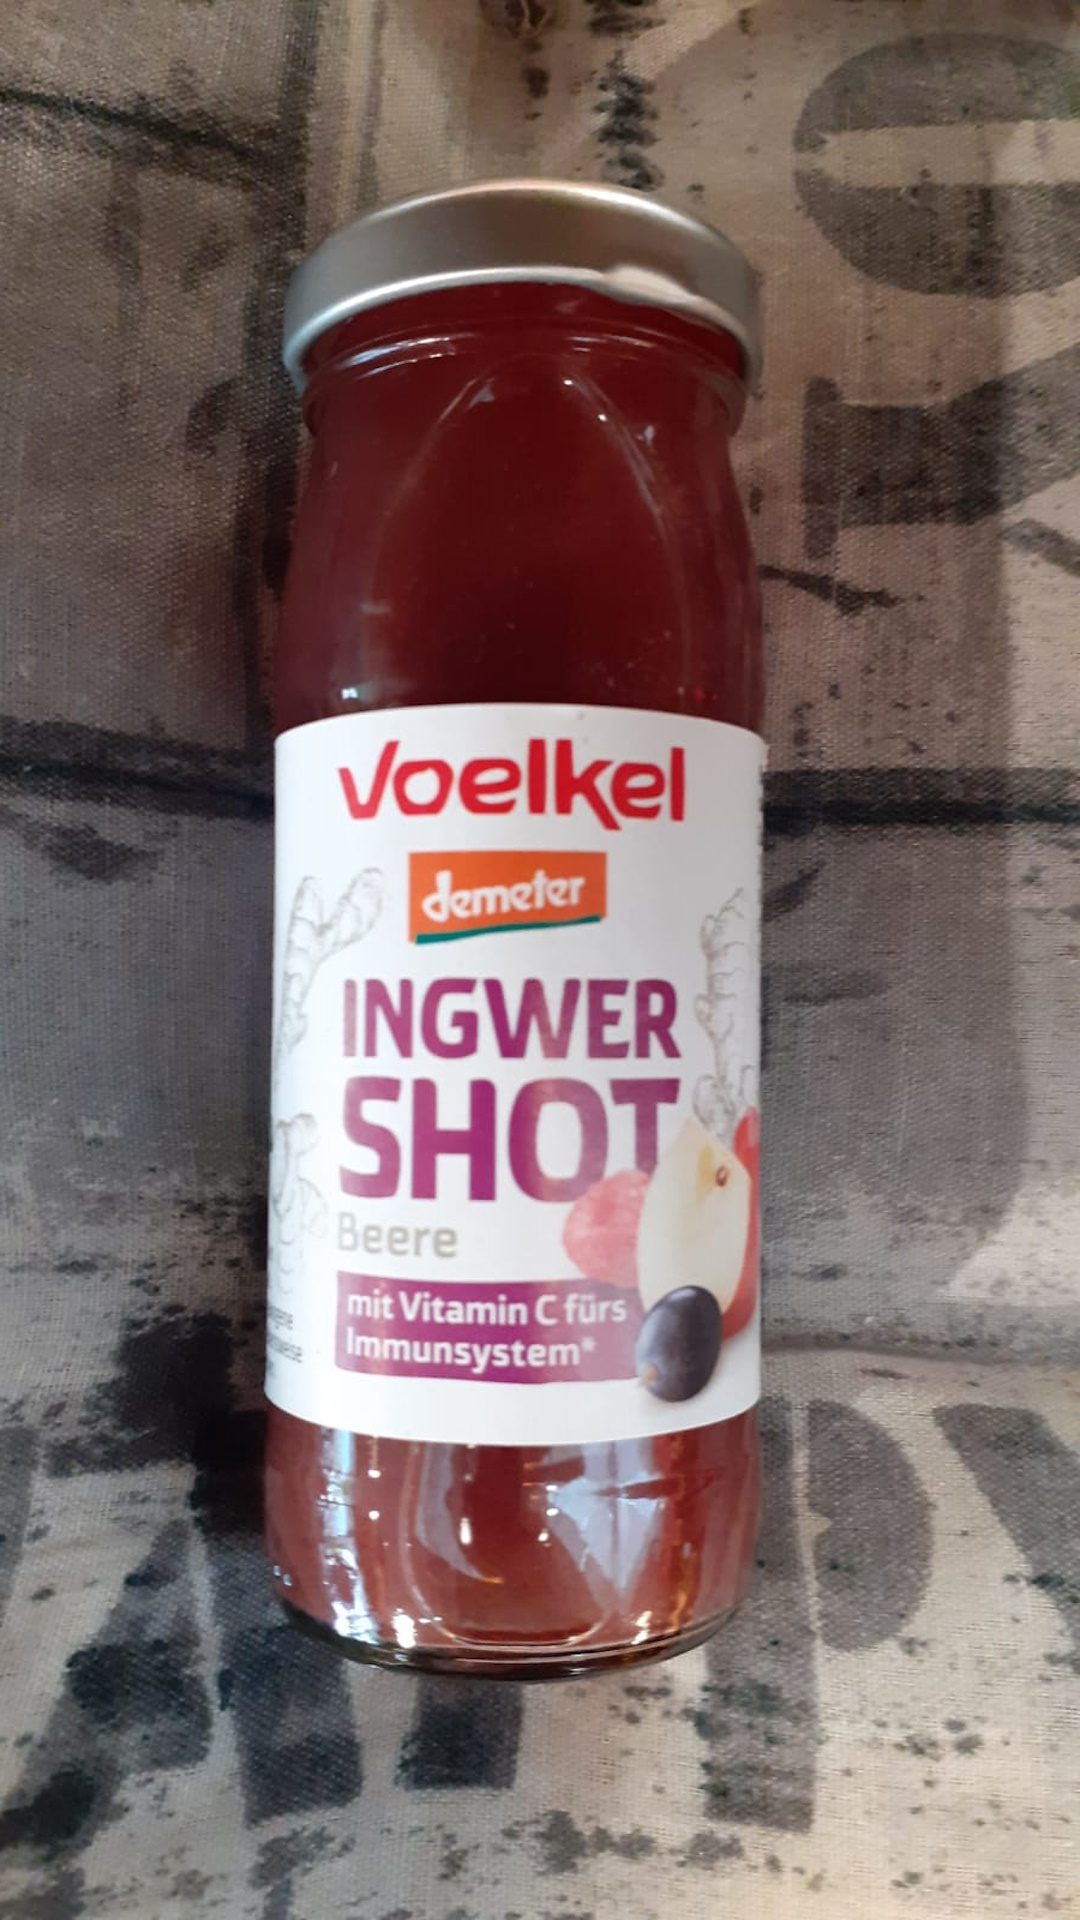 Voelkel
demeter
INGWER
SHOT
Beere
mit Vitamin C fürs
Immunsystem*